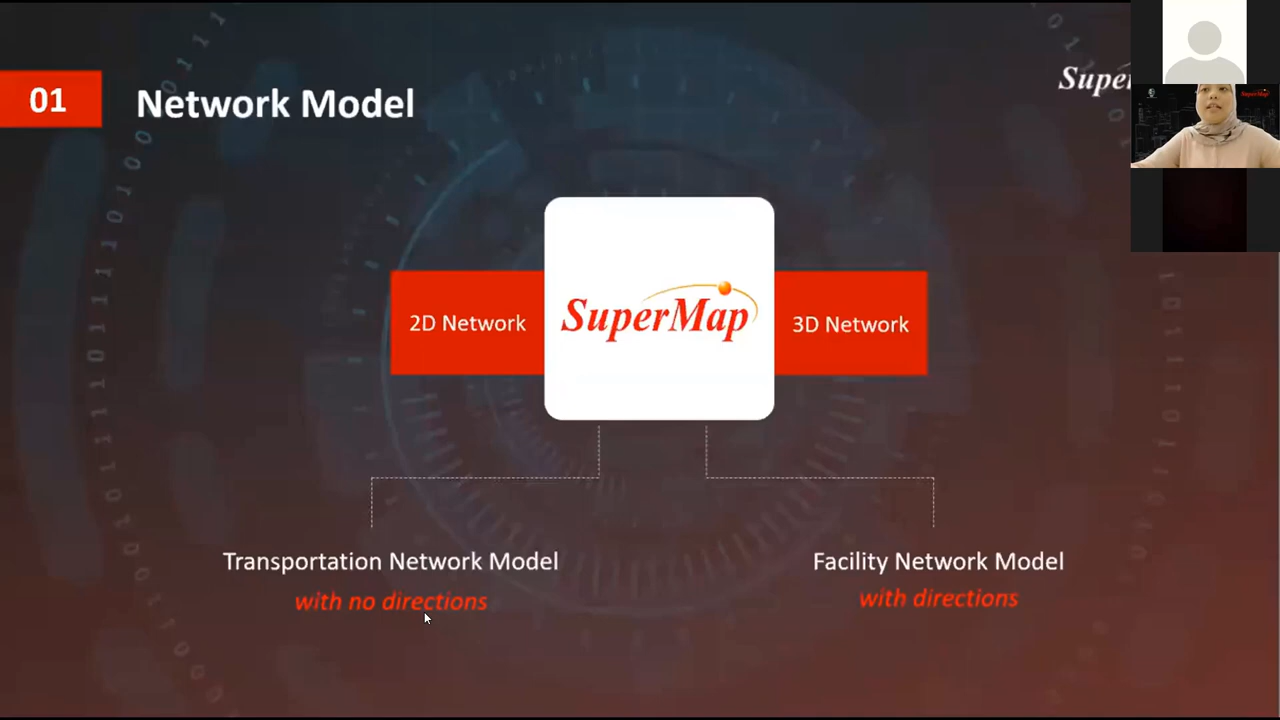 01
Network Model
Super
SuperMap
2D Network
SuperMap
3D Network
Transportation Network Model
Facility Network Model
with no directions
with directions